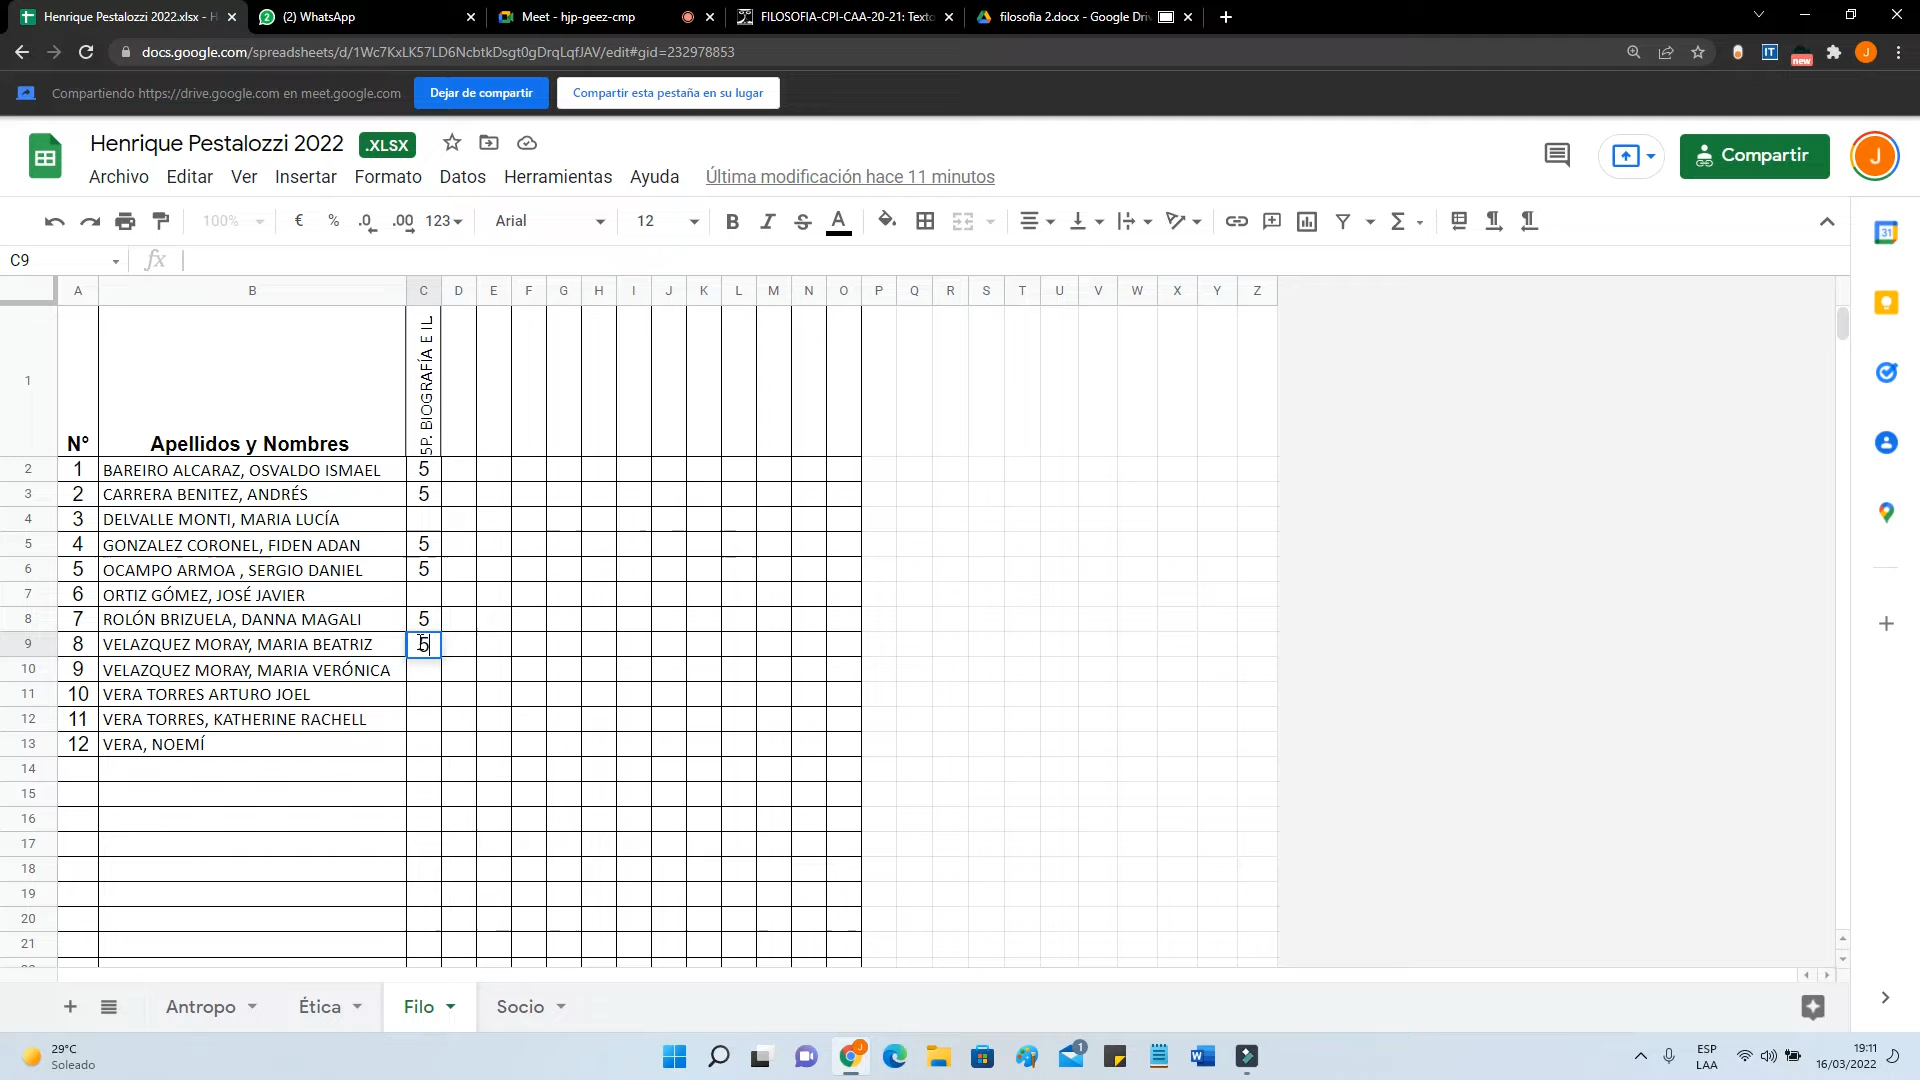 Henrique Pestalozzi 2022.xlsx - H
(2) WhatsApp
Meet - hjp-geez-cmp
FILOSOFIA-CPI-CAA-20-21: Texto
filosofia 2.docx - Google Driv
docs.google.com/spreadsheets/d/1Wc7KxLK57LD6NcbtkDsgt0gDrqLqfJAV/edit#gid=232978853
IT
new
J
Compartiendo https://drive.google.com en meet.google.com
Dejar de compartir
Compartir esta pestaña en su lugar
Henrique Pestalozzi 2022
.XLSX
Compartir
J
Archivo Editar Ver Insertar Formato Datos Herramientas Ayuda Última modificación hace 11 minutos
100% € % .0 .00 123 Arial 12 B I S A Σ
31
C9 fx
A B C D E F G H I J K L M N O P Q R S T U V W X Y Z
1 N° Apellidos y Nombres 5P. BIOGRAFÍA E IL.
2 1 BAREIRO ALCARAZ, OSVALDO ISMAEL 5
3 2 CARRERA BENITEZ, ANDRÉS 5
4 3 DELVALLE MONTI, MARIA LUCÍA
5 4 GONZALEZ CORONEL, FIDEN ADAN 5
6 5 OCAMPO ARMOA , SERGIO DANIEL 5
7 6 ORTIZ GÓMEZ, JOSÉ JAVIER
8 7 ROLÓN BRIZUELA, DANNA MAGALI 5
9 8 VELAZQUEZ MORAY, MARIA BEATRIZ 5
10 9 VELAZQUEZ MORAY, MARIA VERÓNICA
11 10 VERA TORRES ARTURO JOEL
12 11 VERA TORRES, KATHERINE RACHELL
13 12 VERA, NOEMÍ
14
15
16
17
18
19
20
21
Antropo Ética Filo Socio
29°C
Soleado
J
1
W
ESP
LAA
19:11
16/03/2022